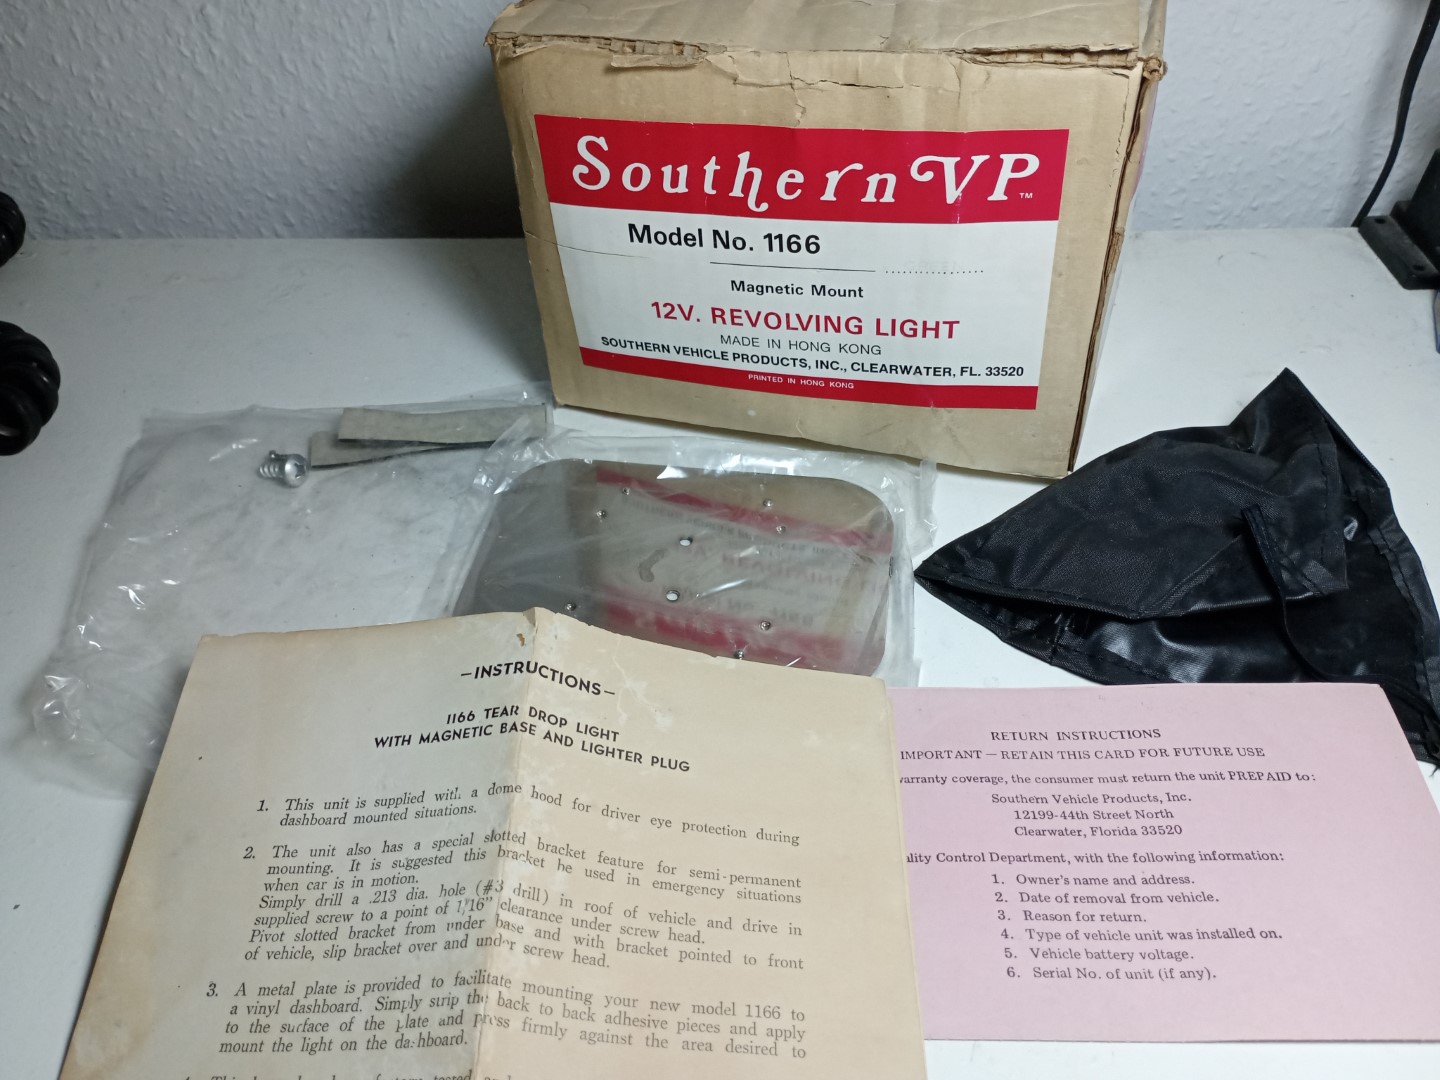 Southern VP™
Model No. 1166
Magnetic Mount
12V. REVOLVING LIGHT
MADE IN HONG KONG
SOUTHERN VEHICLE PRODUCTS, INC., CLEARWATER, FL. 33520
PRINTED IN HONG KONG
—INSTRUCTIONS—
1166 TEAR DROP LIGHT
WITH MAGNETIC BASE AND LIGHTER PLUG
1. This unit is supplied with a dome hood for driver eye protection during
dashboard mounted situations.
2. The unit also has a special slotted bracket feature for semi-permanent
mounting. It is suggested this bracket be used in emergency situations
when car is in motion.
Simply drill a .213 dia. hole (#3 drill) in roof of vehicle and drive in
supplied screw to a point of 1/16" clearance under screw head.
Pivot slotted bracket from under base and with bracket pointed to front
of vehicle, slip bracket over and under screw head.
3. A metal plate is provided to facilitate mounting your new model 1166 to
a vinyl dashboard. Simply strip the back to back adhesive pieces and apply
to the surface of the plate and press firmly against the area desired to
mount the light on the dashboard.
RETURN INSTRUCTIONS
IMPORTANT — RETAIN THIS CARD FOR FUTURE USE
warranty coverage, the consumer must return the unit PREPAID to:
Southern Vehicle Products, Inc.
12199-44th Street North
Clearwater, Florida 33520
ality Control Department, with the following information:
1. Owner's name and address.
2. Date of removal from vehicle.
3. Reason for return.
4. Type of vehicle unit was installed on.
5. Vehicle battery voltage.
6. Serial No. of unit (if any).